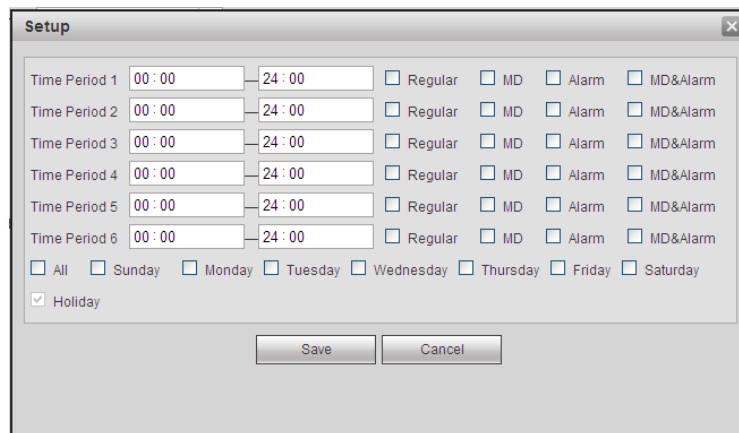 Setup
Time Period 1 00:00 — 24:00 Regular MD Alarm MD&Alarm
Time Period 2 00:00 — 24:00 Regular MD Alarm MD&Alarm
Time Period 3 00:00 — 24:00 Regular MD Alarm MD&Alarm
Time Period 4 00:00 — 24:00 Regular MD Alarm MD&Alarm
Time Period 5 00:00 — 24:00 Regular MD Alarm MD&Alarm
Time Period 6 00:00 — 24:00 Regular MD Alarm MD&Alarm
All Sunday Monday Tuesday Wednesday Thursday Friday Saturday
Holiday
Save Cancel